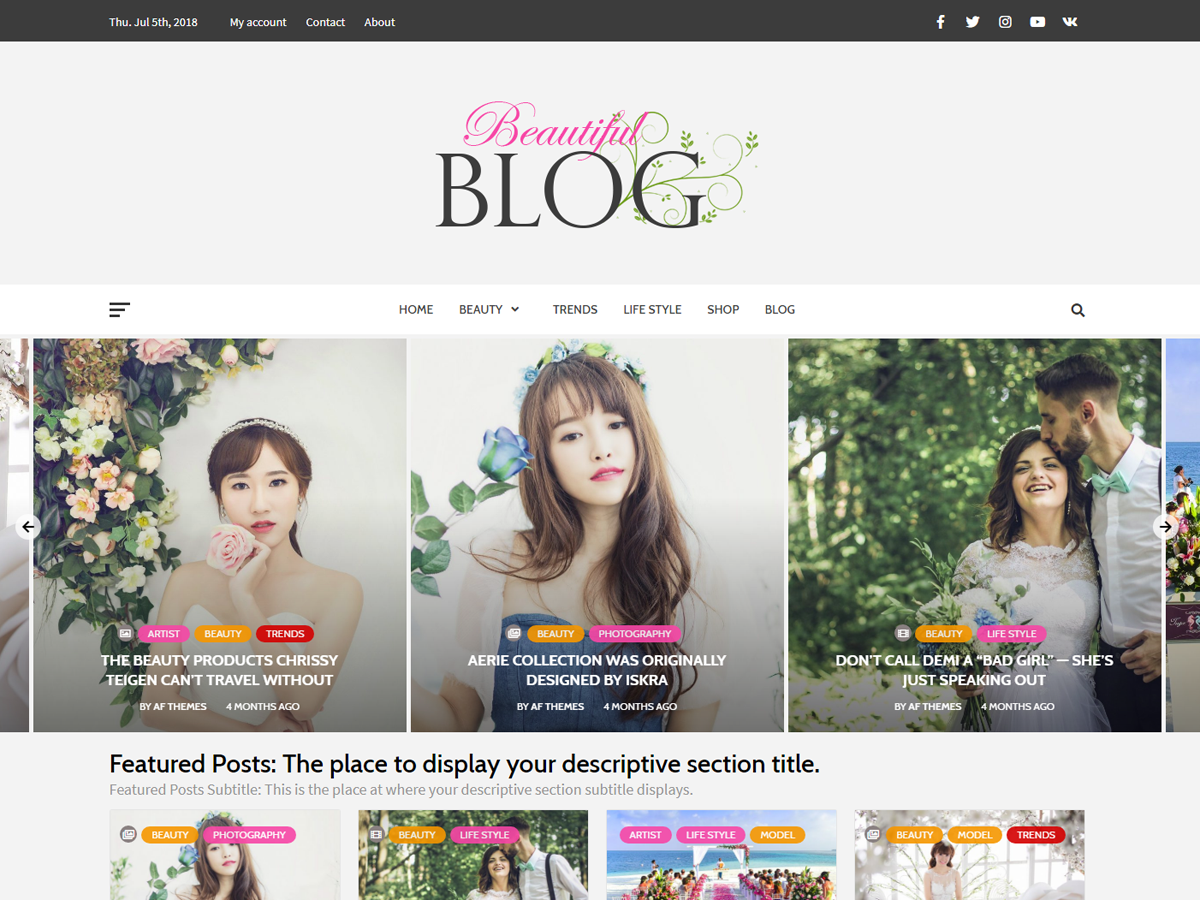 Thu. Jul 5th, 2018 My account Contact About
Beautiful
BLOG
HOME BEAUTY TRENDS LIFE STYLE SHOP BLOG
ARTIST BEAUTY TRENDS
THE BEAUTY PRODUCTS CHRISSY
TEIGEN CAN'T TRAVEL WITHOUT
BY AF THEMES 4 MONTHS AGO
BEAUTY PHOTOGRAPHY
AERIE COLLECTION WAS ORIGINALLY
DESIGNED BY ISKRA
BY AF THEMES 4 MONTHS AGO
BEAUTY LIFE STYLE
DON'T CALL DEMI A “BAD GIRL” — SHE'S
JUST SPEAKING OUT
BY AF THEMES 4 MONTHS AGO
Featured Posts: The place to display your descriptive section title.
Featured Posts Subtitle: This is the place at where your descriptive section subtitle displays.
BEAUTY PHOTOGRAPHY
BEAUTY LIFE STYLE
ARTIST LIFE STYLE MODEL
BEAUTY MODEL TRENDS